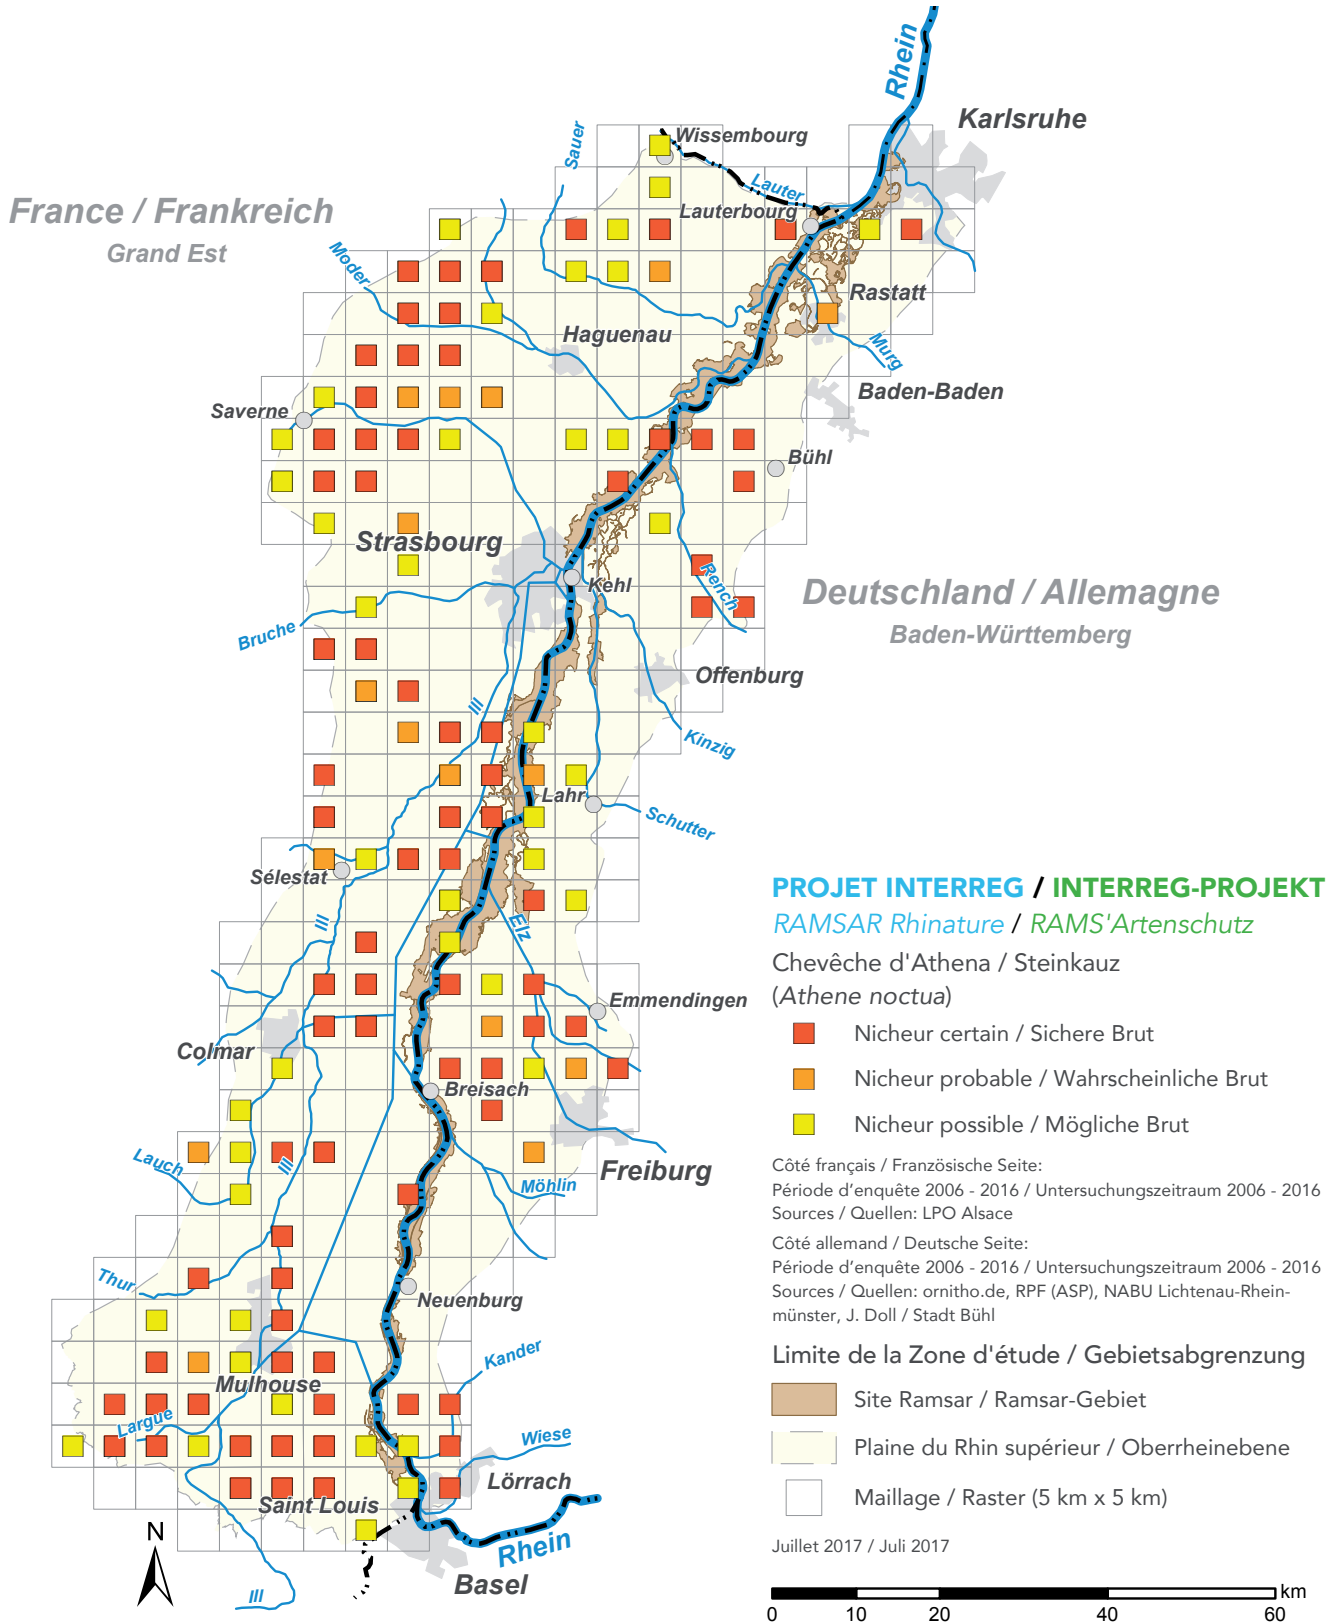 Rhein
Karlsruhe
Wissembourg
Sauer
Lauter
Lauterbourg
France / Frankreich
Grand Est
Moder
Rastatt
Haguenau
Murg
Baden-Baden
Saverne
Bühl
Strasbourg
Kehl
Rench
Deutschland / Allemagne
Baden-Württemberg
Bruche
Offenburg
Ill
Kinzig
Lahr
Schutter
Sélestat
Ill
Elz
Emmendingen
Colmar
Breisach
Lauch
Ill
Freiburg
Möhlin
Thur
Neuenburg
Kander
Mulhouse
Largue
Wiese
Lörrach
Saint Louis
N
Rhein
Basel
Ill
PROJET INTERREG / INTERREG-PROJEKT
RAMSAR Rhinature / RAMS'Artenschutz
Chevêche d'Athena / Steinkauz
(Athene noctua)
Nicheur certain / Sichere Brut
Nicheur probable / Wahrscheinliche Brut
Nicheur possible / Mögliche Brut
Côté français / Französische Seite:
Période d'enquête 2006 - 2016 / Untersuchungszeitraum 2006 - 2016
Sources / Quellen: LPO Alsace
Côté allemand / Deutsche Seite:
Période d'enquête 2006 - 2016 / Untersuchungszeitraum 2006 - 2016
Sources / Quellen: ornitho.de, RPF (ASP), NABU Lichtenau-Rhein-
münster, J. Doll / Stadt Bühl
Limite de la Zone d'étude / Gebietsabgrenzung
Site Ramsar / Ramsar-Gebiet
Plaine du Rhin supérieur / Oberrheinebene
Maillage / Raster (5 km x 5 km)
Juillet 2017 / Juli 2017
km
0 10 20 40 60